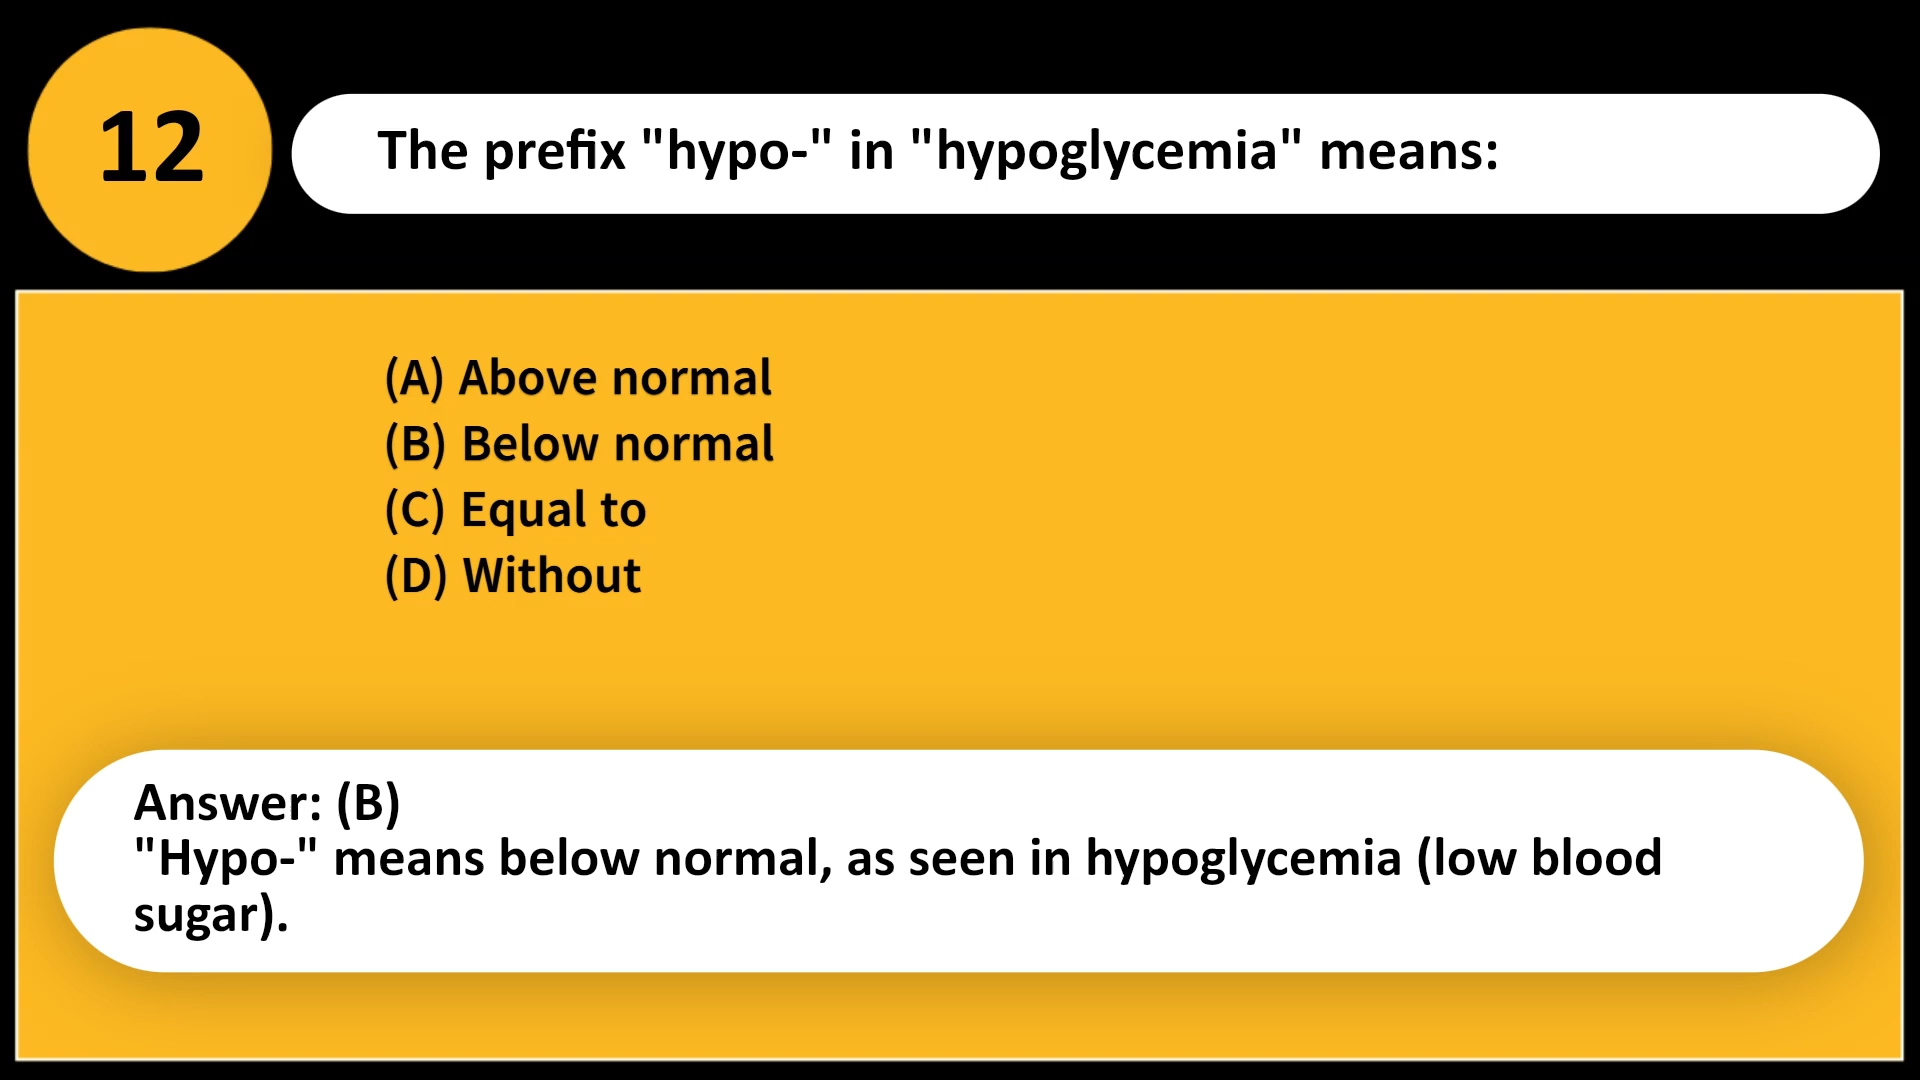 12
The prefix "hypo-" in "hypoglycemia" means:
(A) Above normal
(B) Below normal
(C) Equal to
(D) Without
Answer: (B)
"Hypo-" means below normal, as seen in hypoglycemia (low blood
sugar).